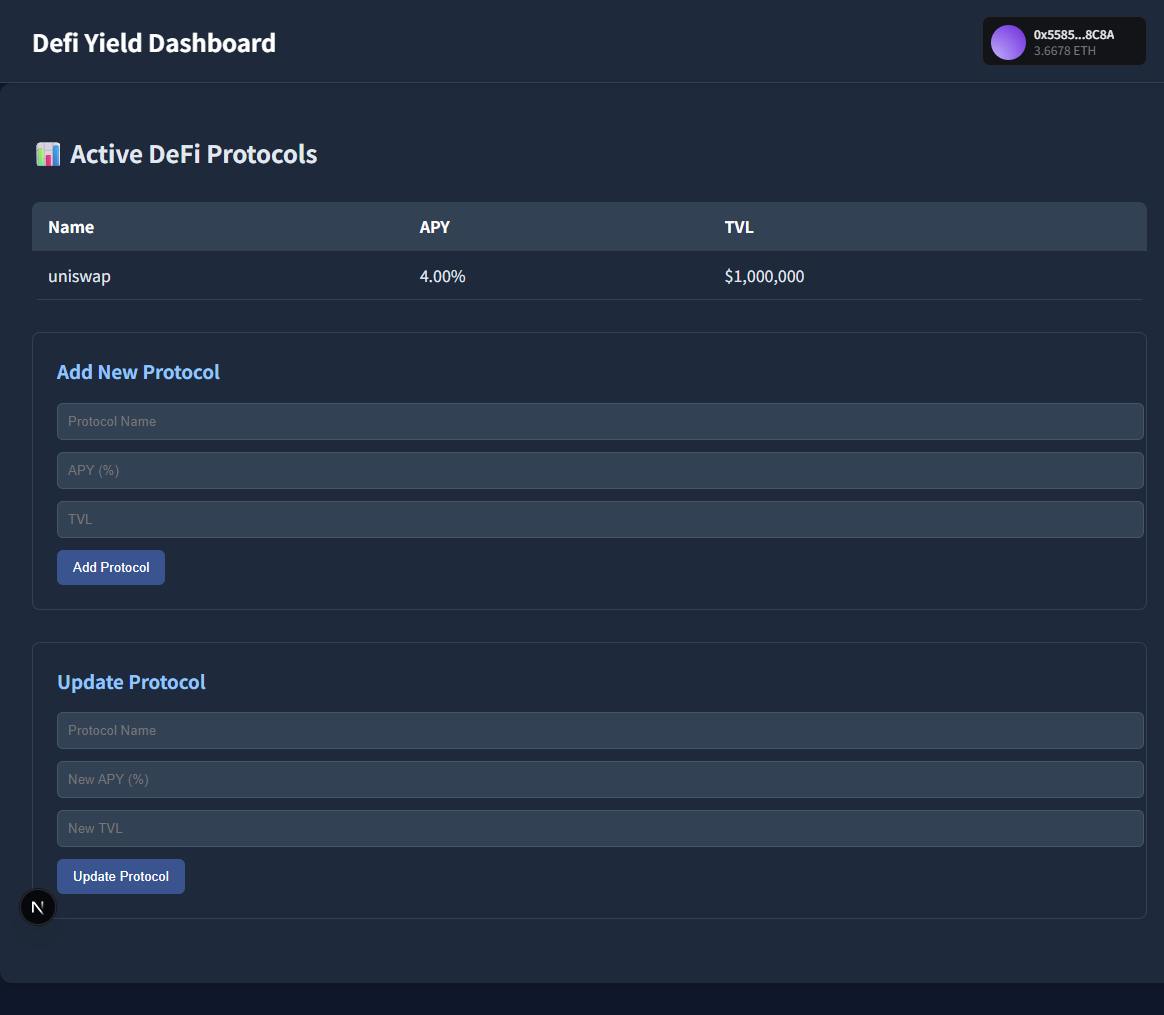 Defi Yield Dashboard
0x5585...8C8A
3.6678 ETH
Active DeFi Protocols
Name APY TVL
uniswap 4.00% $1,000,000
Add New Protocol
Protocol Name
APY (%)
TVL
Add Protocol
Update Protocol
Protocol Name
New APY (%)
New TVL
Update Protocol
N